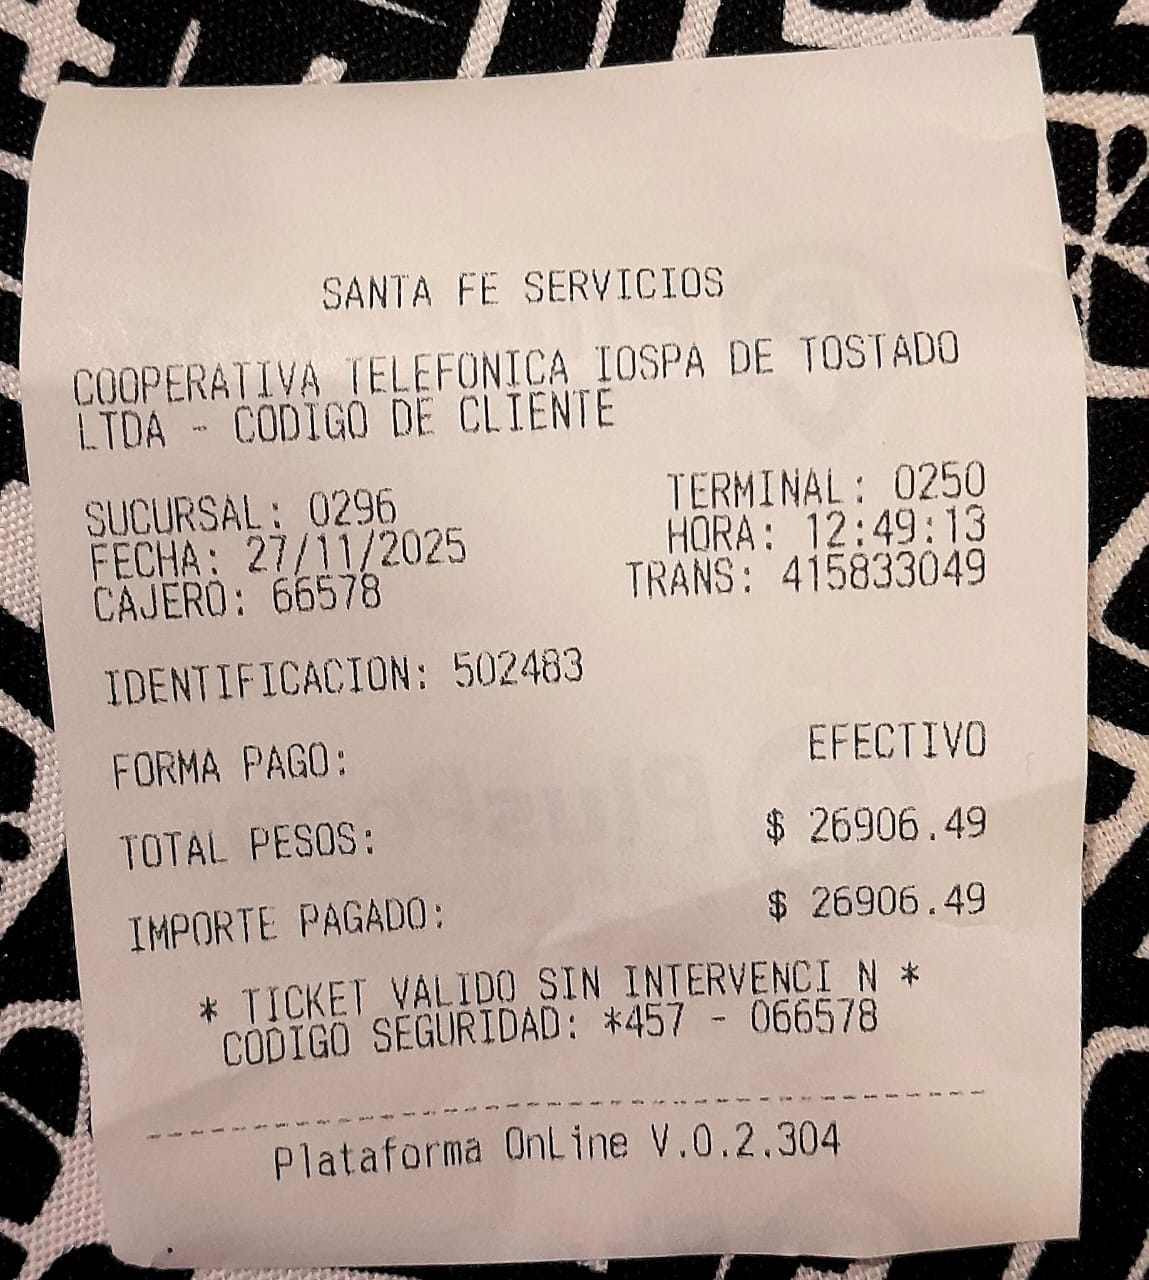 SANTA FE SERVICIOS
COOPERATIVA TELEFONICA IOSPA DE TOSTADO
LTDA - CODIGO DE CLIENTE
SUCURSAL: 0296 TERMINAL: 0250
FECHA: 27/11/2025 HORA: 12:49:13
CAJERO: 66578 TRANS: 415833049
IDENTIFICACION: 502483
FORMA PAGO: EFECTIVO
TOTAL PESOS: $ 26906.49
IMPORTE PAGADO: $ 26906.49
* TICKET VALIDO SIN INTERVENCI N *
CODIGO SEGURIDAD: *457 - 066578
Plataforma OnLine V.0.2.304